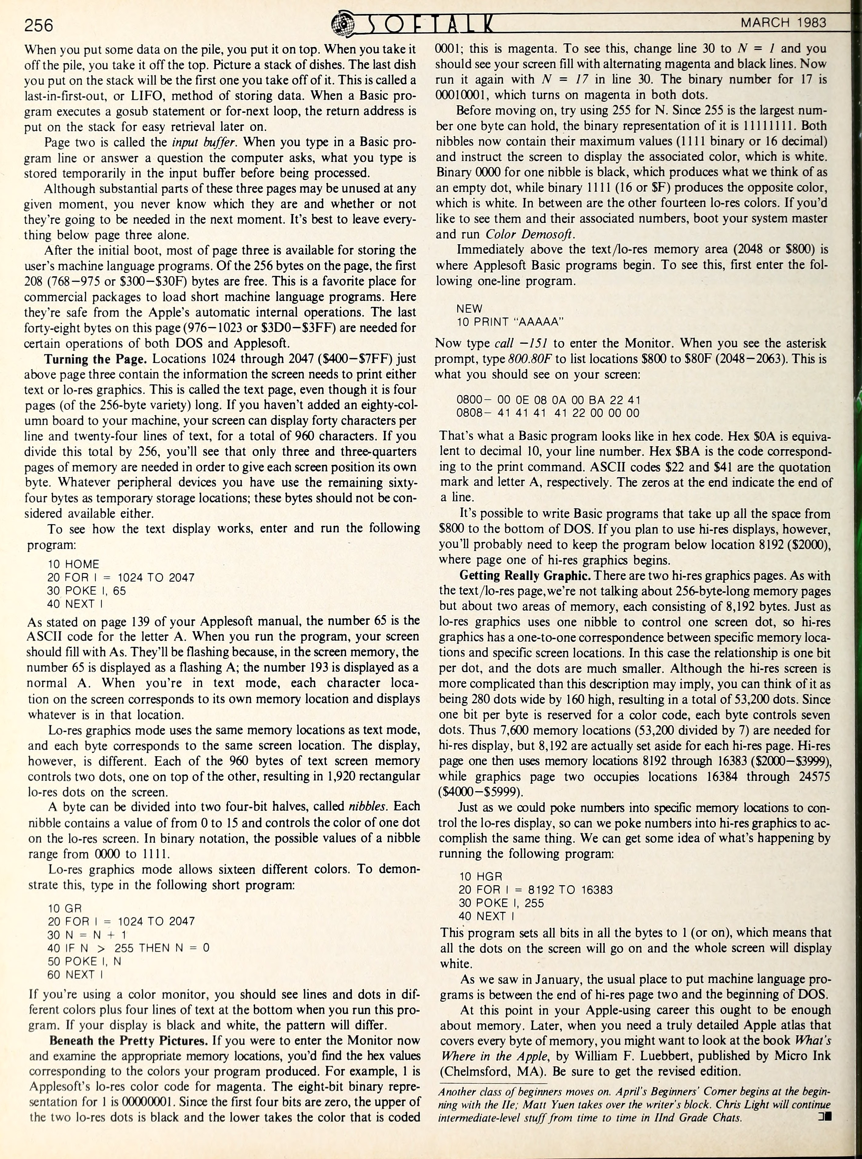 256
SOFTALK
MARCH 1983
When you put some data on the pile, you put it on top. When you take it
off the pile, you take it off the top. Picture a stack of dishes. The last dish
you put on the stack will be the first one you take off of it. This is called a
last-in-first-out, or LIFO, method of storing data. When a Basic pro-
gram executes a gosub statement or for-next loop, the return address is
put on the stack for easy retrieval later on.
Page two is called the input buffer. When you type in a Basic pro-
gram line or answer a question the computer asks, what you type is
stored temporarily in the input buffer before being processed.
Although substantial parts of these three pages may be unused at any
given moment, you never know which they are and whether or not
they're going to be needed in the next moment. It's best to leave every-
thing below page three alone.
After the initial boot, most of page three is available for storing the
user's machine language programs. Of the 256 bytes on the page, the first
208 (768–975 or $300–$30F) bytes are free. This is a favorite place for
commercial packages to load short machine language programs. Here
they're safe from the Apple's automatic internal operations. The last
forty-eight bytes on this page (976–1023 or $3D0–$3FF) are needed for
certain operations of both DOS and Applesoft.
Turning the Page. Locations 1024 through 2047 ($400–$7FF) just
above page three contain the information the screen needs to print either
text or lo-res graphics. This is called the text page, even though it is four
pages (of the 256-byte variety) long. If you haven't added an eighty-col-
umn board to your machine, your screen can display forty characters per
line and twenty-four lines of text, for a total of 960 characters. If you
divide this total by 256, you'll see that only three and three-quarters
pages of memory are needed in order to give each screen position its own
byte. Whatever peripheral devices you have use the remaining sixty-
four bytes as temporary storage locations; these bytes should not be con-
sidered available either.
To see how the text display works, enter and run the following
program:
10 HOME
20 FOR I = 1024 TO 2047
30 POKE I, 65
40 NEXT I
As stated on page 139 of your Applesoft manual, the number 65 is the
ASCII code for the letter A. When you run the program, your screen
should fill with As. They'll be flashing because, in the screen memory, the
number 65 is displayed as a flashing A; the number 193 is displayed as a
normal A. When you're in text mode, each character loca-
tion on the screen corresponds to its own memory location and displays
whatever is in that location.
Lo-res graphics mode uses the same memory locations as text mode,
and each byte corresponds to the same screen location. The display,
however, is different. Each of the 960 bytes of text screen memory
controls two dots, one on top of the other, resulting in 1,920 rectangular
lo-res dots on the screen.
A byte can be divided into two four-bit halves, called nibbles. Each
nibble contains a value of from 0 to 15 and controls the color of one dot
on the lo-res screen. In binary notation, the possible values of a nibble
range from 0000 to 1111.
Lo-res graphics mode allows sixteen different colors. To demon-
strate this, type in the following short program:
10 GR
20 FOR I = 1024 TO 2047
30 N = N + 1
40 IF N > 255 THEN N = 0
50 POKE I, N
60 NEXT I
If you're using a color monitor, you should see lines and dots in dif-
ferent colors plus four lines of text at the bottom when you run this pro-
gram. If your display is black and white, the pattern will differ.
Beneath the Pretty Pictures. If you were to enter the Monitor now
and examine the appropriate memory locations, you'd find the hex values
corresponding to the colors your program produced. For example, 1 is
Applesoft's lo-res color code for magenta. The eight-bit binary repre-
sentation for 1 is 00000001. Since the first four bits are zero, the upper of
the two lo-res dots is black and the lower takes the color that is coded
0001; this is magenta. To see this, change line 30 to N = 1 and you
should see your screen fill with alternating magenta and black lines. Now
run it again with N = 17 in line 30. The binary number for 17 is
00010001, which turns on magenta in both dots.
Before moving on, try using 255 for N. Since 255 is the largest num-
ber one byte can hold, the binary representation of it is 11111111. Both
nibbles now contain their maximum values (1111 binary or 16 decimal)
and instruct the screen to display the associated color, which is white.
Binary 0000 for one nibble is black, which produces what we think of as
an empty dot, while binary 1111 (16 or $F) produces the opposite color,
which is white. In between are the other fourteen lo-res colors. If you'd
like to see them and their associated numbers, boot your system master
and run Color Demosoft.
Immediately above the text/lo-res memory area (2048 or $800) is
where Applesoft Basic programs begin. To see this, first enter the fol-
lowing one-line program.
NEW
10 PRINT "AAAAA"
Now type call −151 to enter the Monitor. When you see the asterisk
prompt, type 800.80F to list locations $800 to $80F (2048–2063). This is
what you should see on your screen:
0800– 00 0E 08 0A 00 BA 22 41
0808– 41 41 41 41 22 00 00 00
That's what a Basic program looks like in hex code. Hex $0A is equiva-
lent to decimal 10, your line number. Hex $BA is the code correspond-
ing to the print command. ASCII codes $22 and $41 are the quotation
mark and letter A, respectively. The zeros at the end indicate the end of
a line.
It's possible to write Basic programs that take up all the space from
$800 to the bottom of DOS. If you plan to use hi-res displays, however,
you'll probably need to keep the program below location 8192 ($2000),
where page one of hi-res graphics begins.
Getting Really Graphic. There are two hi-res graphics pages. As with
the text/lo-res page, we're not talking about 256-byte-long memory pages
but about two areas of memory, each consisting of 8,192 bytes. Just as
lo-res graphics uses one nibble to control one screen dot, so hi-res
graphics has a one-to-one correspondence between specific memory loca-
tions and specific screen locations. In this case the relationship is one bit
per dot, and the dots are much smaller. Although the hi-res screen is
more complicated than this description may imply, you can think of it as
being 280 dots wide by 160 high, resulting in a total of 53,200 dots. Since
one bit per byte is reserved for a color code, each byte controls seven
dots. Thus 7,600 memory locations (53,200 divided by 7) are needed for
hi-res display, but 8,192 are actually set aside for each hi-res page. Hi-res
page one then uses memory locations 8192 through 16383 ($2000–$3999),
while graphics page two occupies locations 16384 through 24575
($4000–$5999).
Just as we could poke numbers into specific memory locations to con-
trol the lo-res display, so can we poke numbers into hi-res graphics to ac-
complish the same thing. We can get some idea of what's happening by
running the following program:
10 HGR
20 FOR I = 8192 TO 16383
30 POKE I, 255
40 NEXT I
This program sets all bits in all the bytes to 1 (or on), which means that
all the dots on the screen will go on and the whole screen will display
white.
As we saw in January, the usual place to put machine language pro-
grams is between the end of hi-res page two and the beginning of DOS.
At this point in your Apple-using career this ought to be enough
about memory. Later, when you need a truly detailed Apple atlas that
covers every byte of memory, you might want to look at the book What's
Where in the Apple, by William F. Luebbert, published by Micro Ink
(Chelmsford, MA). Be sure to get the revised edition.
Another class of beginners moves on. April's Beginners' Corner begins at the begin-
ning with the IIe; Matt Yuen takes over the writer's block. Chris Light will continue
intermediate-level stuff from time to time in IInd Grade Chats.